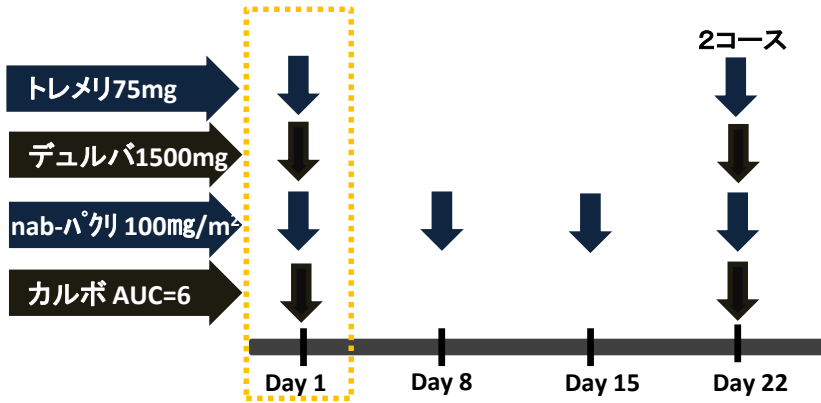 2コース
トレメリ75mg
デュルバ1500mg
nab-ﾊﾟｸﾘ 100㎎/m²
カルボ AUC=6
Day 1
Day 8
Day 15
Day 22